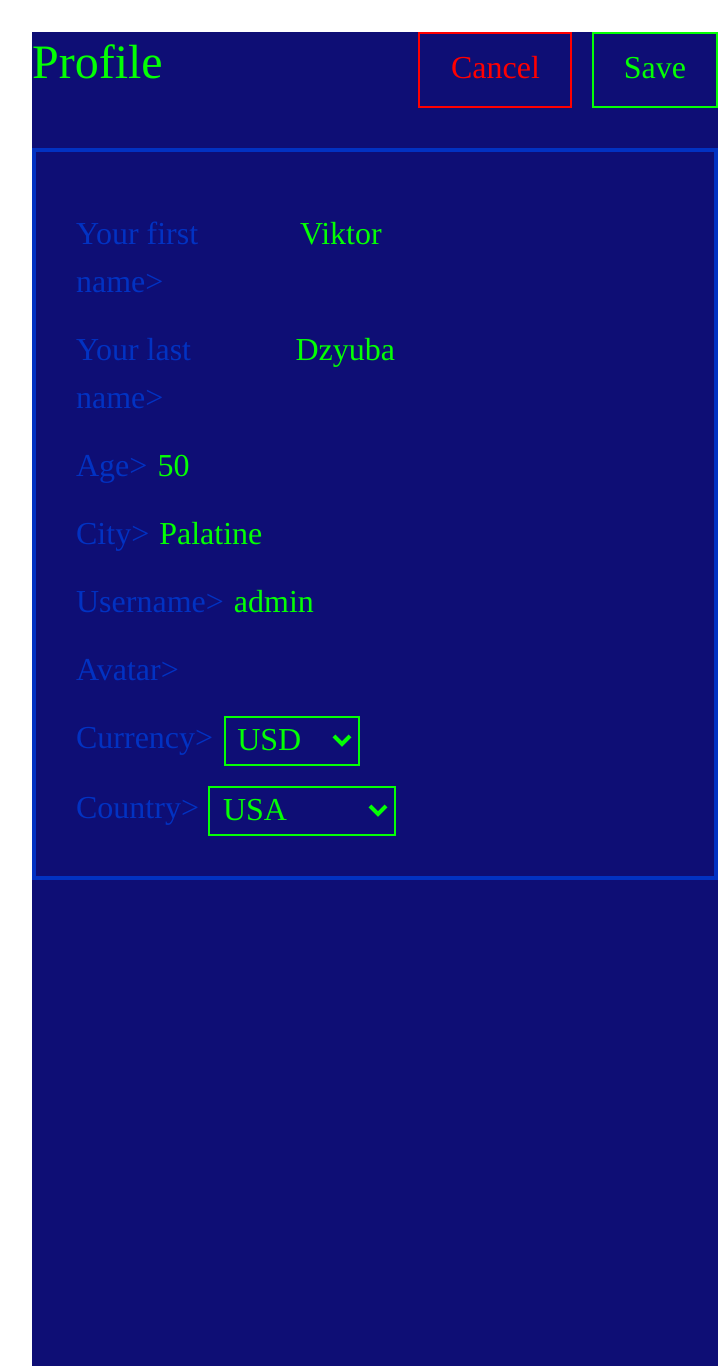 Profile Cancel Save
Your first Viktor
name>
Your last Dzyuba
name>
Age> 50
City> Palatine
Username> admin
Avatar>
Currency> USD
Country> USA